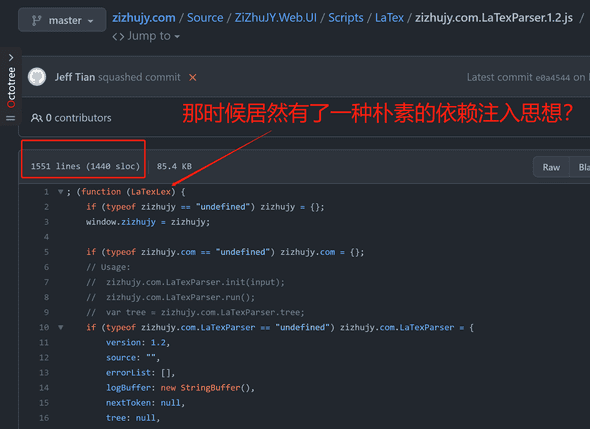 master
zizhujy.com / Source / ZiZhuJY.Web.UI / Scripts / LaTex / zizhujy.com.LaTexParser.1.2.js /
<> Jump to
Octotree
Jeff Tian squashed commit ×
Latest commit e0a4544 on
0 contributors
那时候居然有了一种朴素的依赖注入思想?
1551 lines (1440 sloc) 85.4 KB
Raw
Bla
1 ; (function (LaTexLex) {
2 if (typeof zizhujy == "undefined") zizhujy = {};
3 window.zizhujy = zizhujy;
4
5 if (typeof zizhujy.com == "undefined") zizhujy.com = {};
6 // Usage:
7 // zizhujy.com.LaTexParser.init(input);
8 // zizhujy.com.LaTexParser.run();
9 // var tree = zizhujy.com.LaTexParser.tree;
10 if (typeof zizhujy.com.LaTexParser == "undefined") zizhujy.com.LaTexParser = {
11 version: 1.2,
12 source: "",
13 errorList: [],
14 logBuffer: new StringBuffer(),
15 nextToken: null,
16 tree: null,